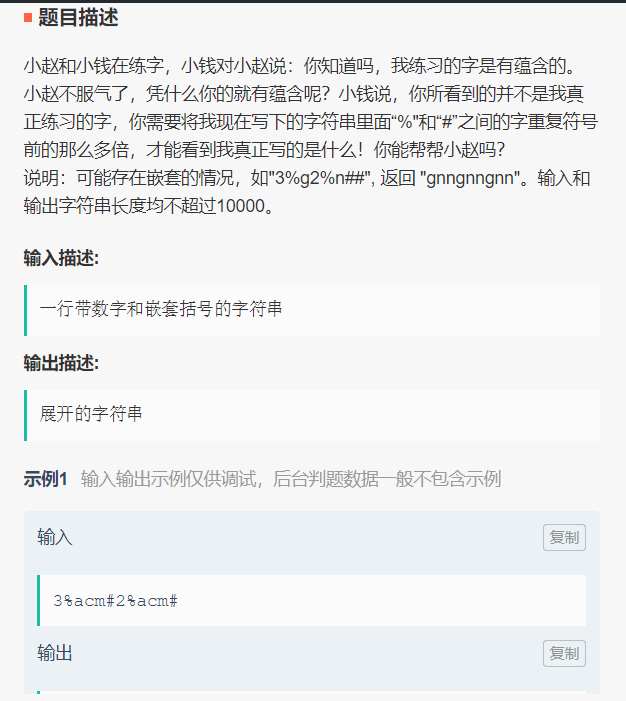 题目描述
小赵和小钱在练字，小钱对小赵说：你知道吗，我练习的字是有蕴含的。
小赵不服气了，凭什么你的就有蕴含呢？小钱说，你所看到的并不是我真
正练习的字，你需要将我现在写下的字符串里面“%"和“#”之间的字重复符号
前的那么多倍，才能看到我真正写的是什么！你能帮帮小赵吗？
说明：可能存在嵌套的情况，如"3%g2%n##", 返回 "gnngnngnn"。输入和
输出字符串长度均不超过10000。
输入描述:
一行带数字和嵌套括号的字符串
输出描述:
展开的字符串
示例1 输入输出示例仅供调试，后台判题数据一般不包含示例
输入 复制
3%acm#2%acm#
输出 复制